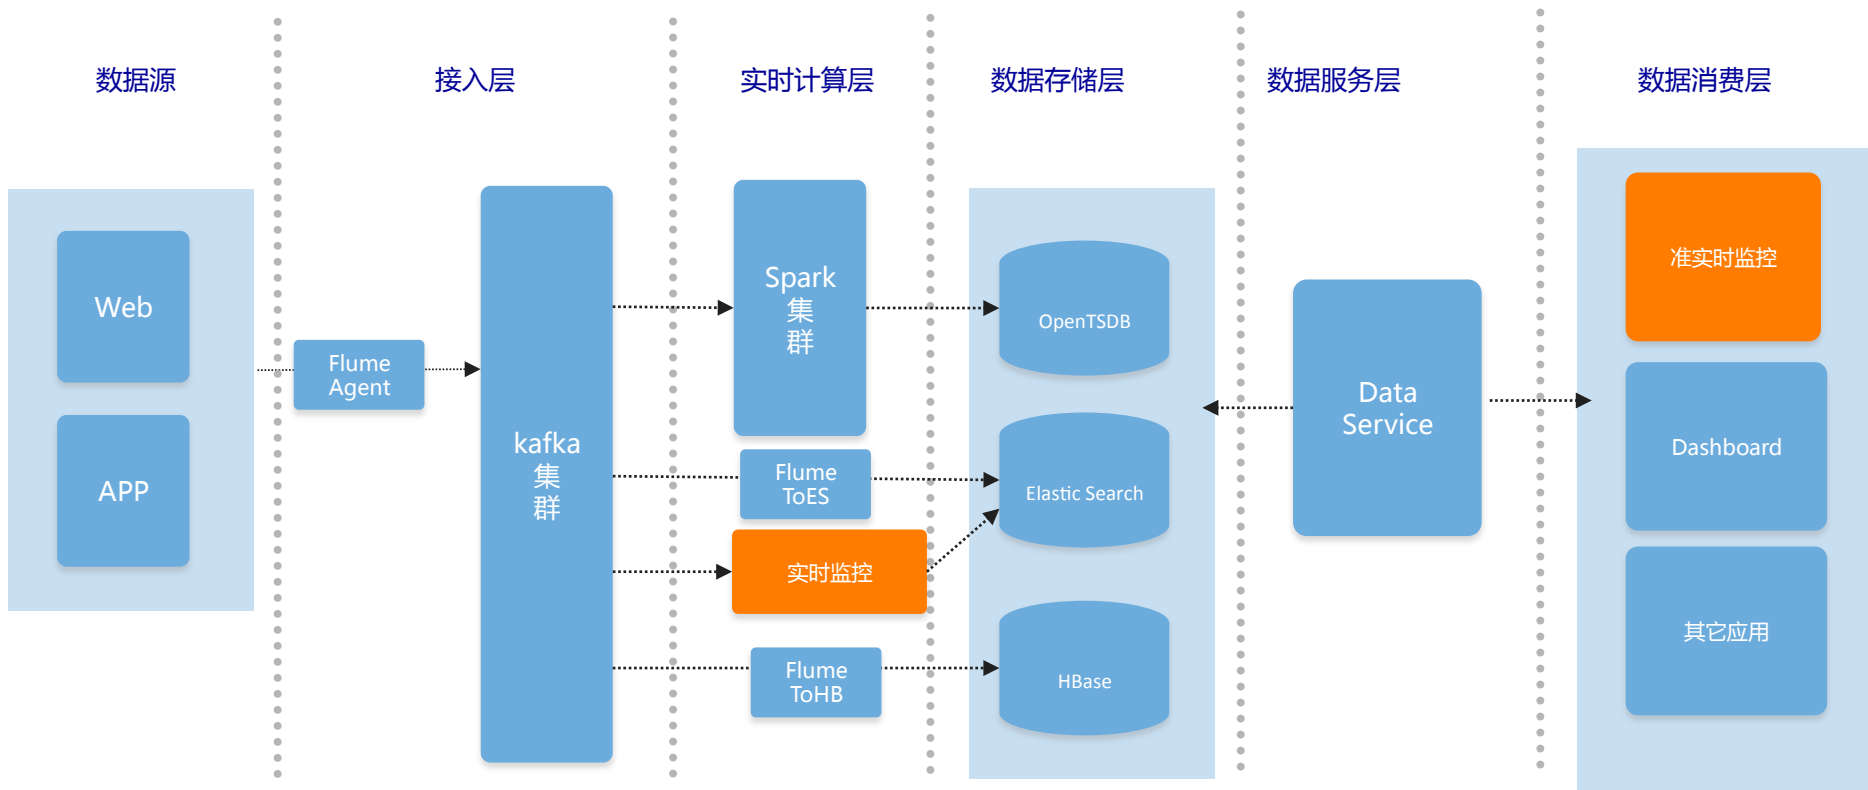 数据源
接入层
实时计算层
数据存储层
数据服务层
数据消费层
Web
APP
Flume
Agent
kafka
集
群
Spark
集
群
Flume
ToES
实时监控
Flume
ToHB
OpenTSDB
Elastic Search
HBase
Data
Service
准实时监控
Dashboard
其它应用